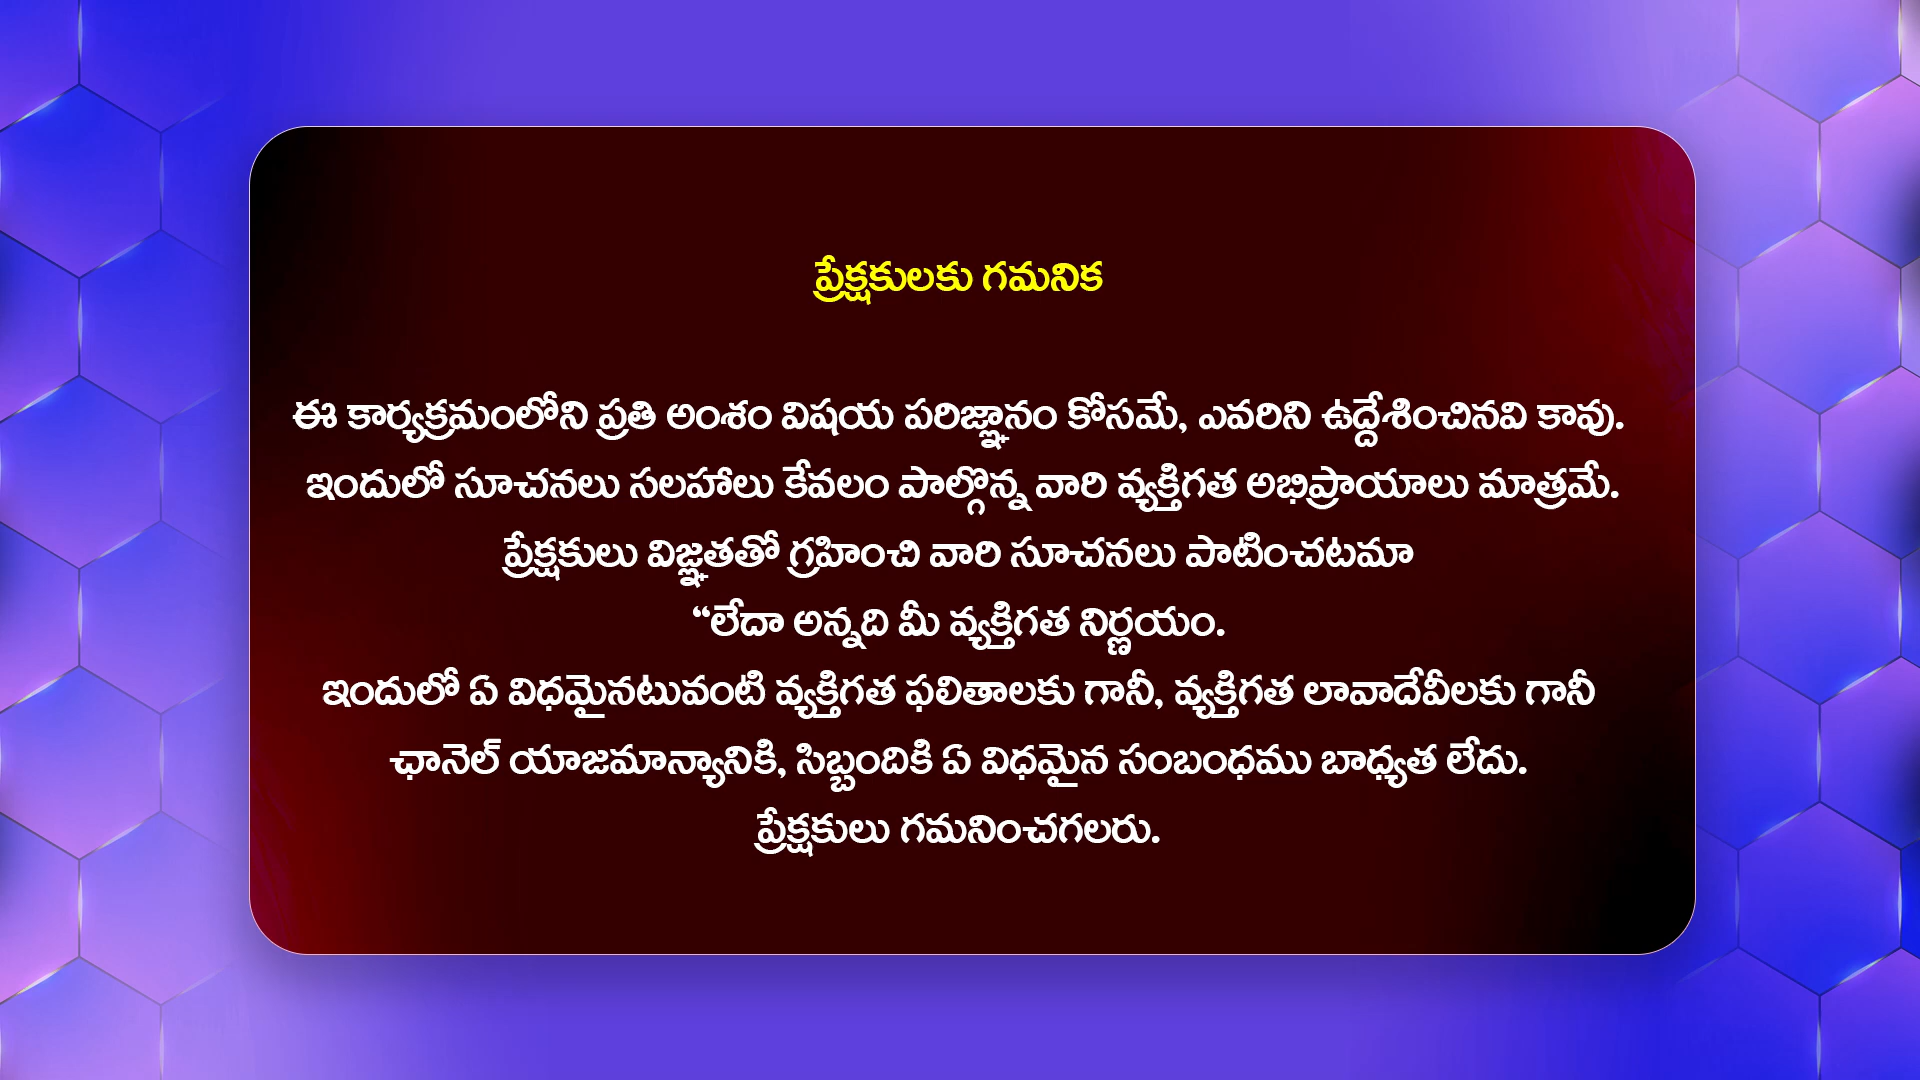 ప్రేక్షకులకు గమనిక
ఈ కార్యక్రమంలోని ప్రతి అంశం విషయ పరిజ్ఞానం కోసమే, ఎవరిని ఉద్దేశించినవి కావు.
ఇందులో సూచనలు సలహాలు కేవలం పాల్గొన్న వారి వ్యక్తిగత అభిప్రాయాలు మాత్రమే.
ప్రేక్షకులు విజ్ఞతతో గ్రహించి వారి సూచనలు పాటించటమా
“లేదా అన్నది మీ వ్యక్తిగత నిర్ణయం.
ఇందులో ఏ విధమైనటువంటి వ్యక్తిగత ఫలితాలకు గానీ, వ్యక్తిగత లావాదేవీలకు గానీ
ఛానెల్ యాజమాన్యానికి, సిబ్బందికి ఏ విధమైన సంబంధము బాధ్యత లేదు.
ప్రేక్షకులు గమనించగలరు.